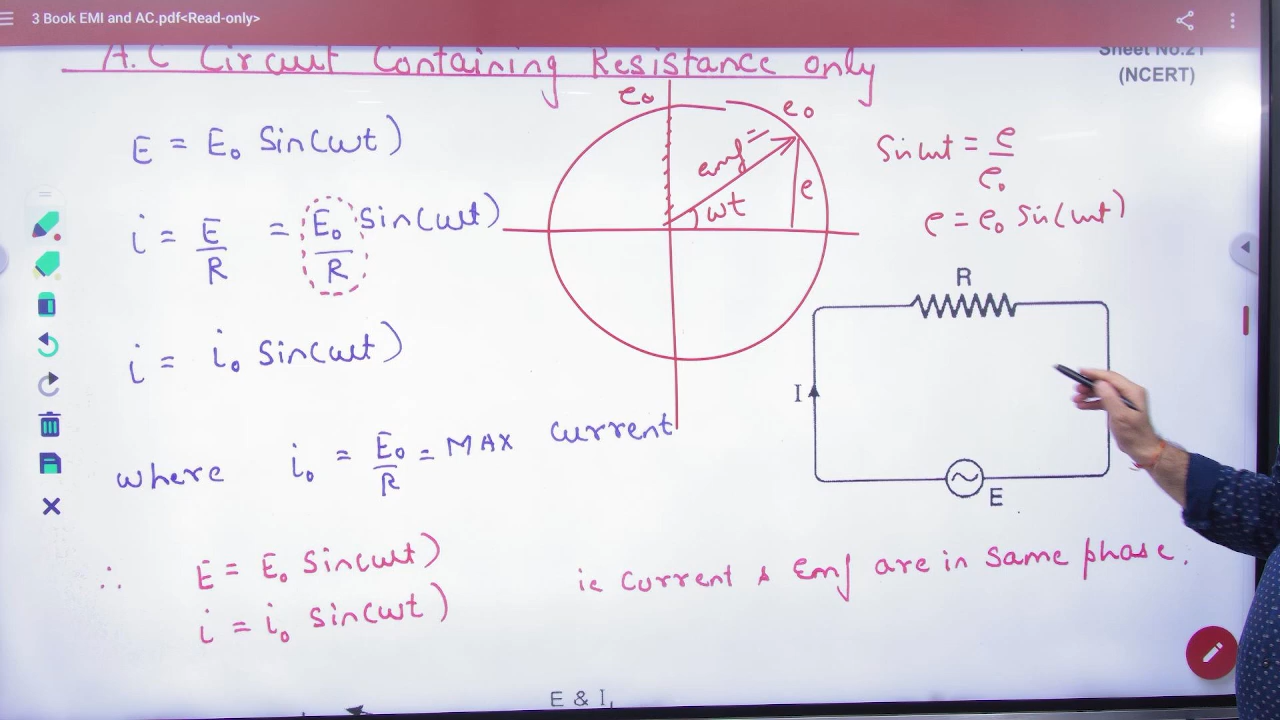 3 Book EMI and AC.pdf<Read-only>
A.C Circuit Containing Resistance only
Sheet No.21
(NCERT)
E = E₀ Sin(ωt)
i = E/R = E₀/R Sin(ωt)
i = i₀ Sin(ωt)
where i₀ = E₀/R = MAX current
∴ E = E₀ Sin(ωt)
i = i₀ Sin(ωt)
ie Current & Emf are in Same phase.
e₀
e₀
emf
e
ωt
Sin ωt = e/e₀
e = e₀ Sin(ωt)
R
I
E
E & I,